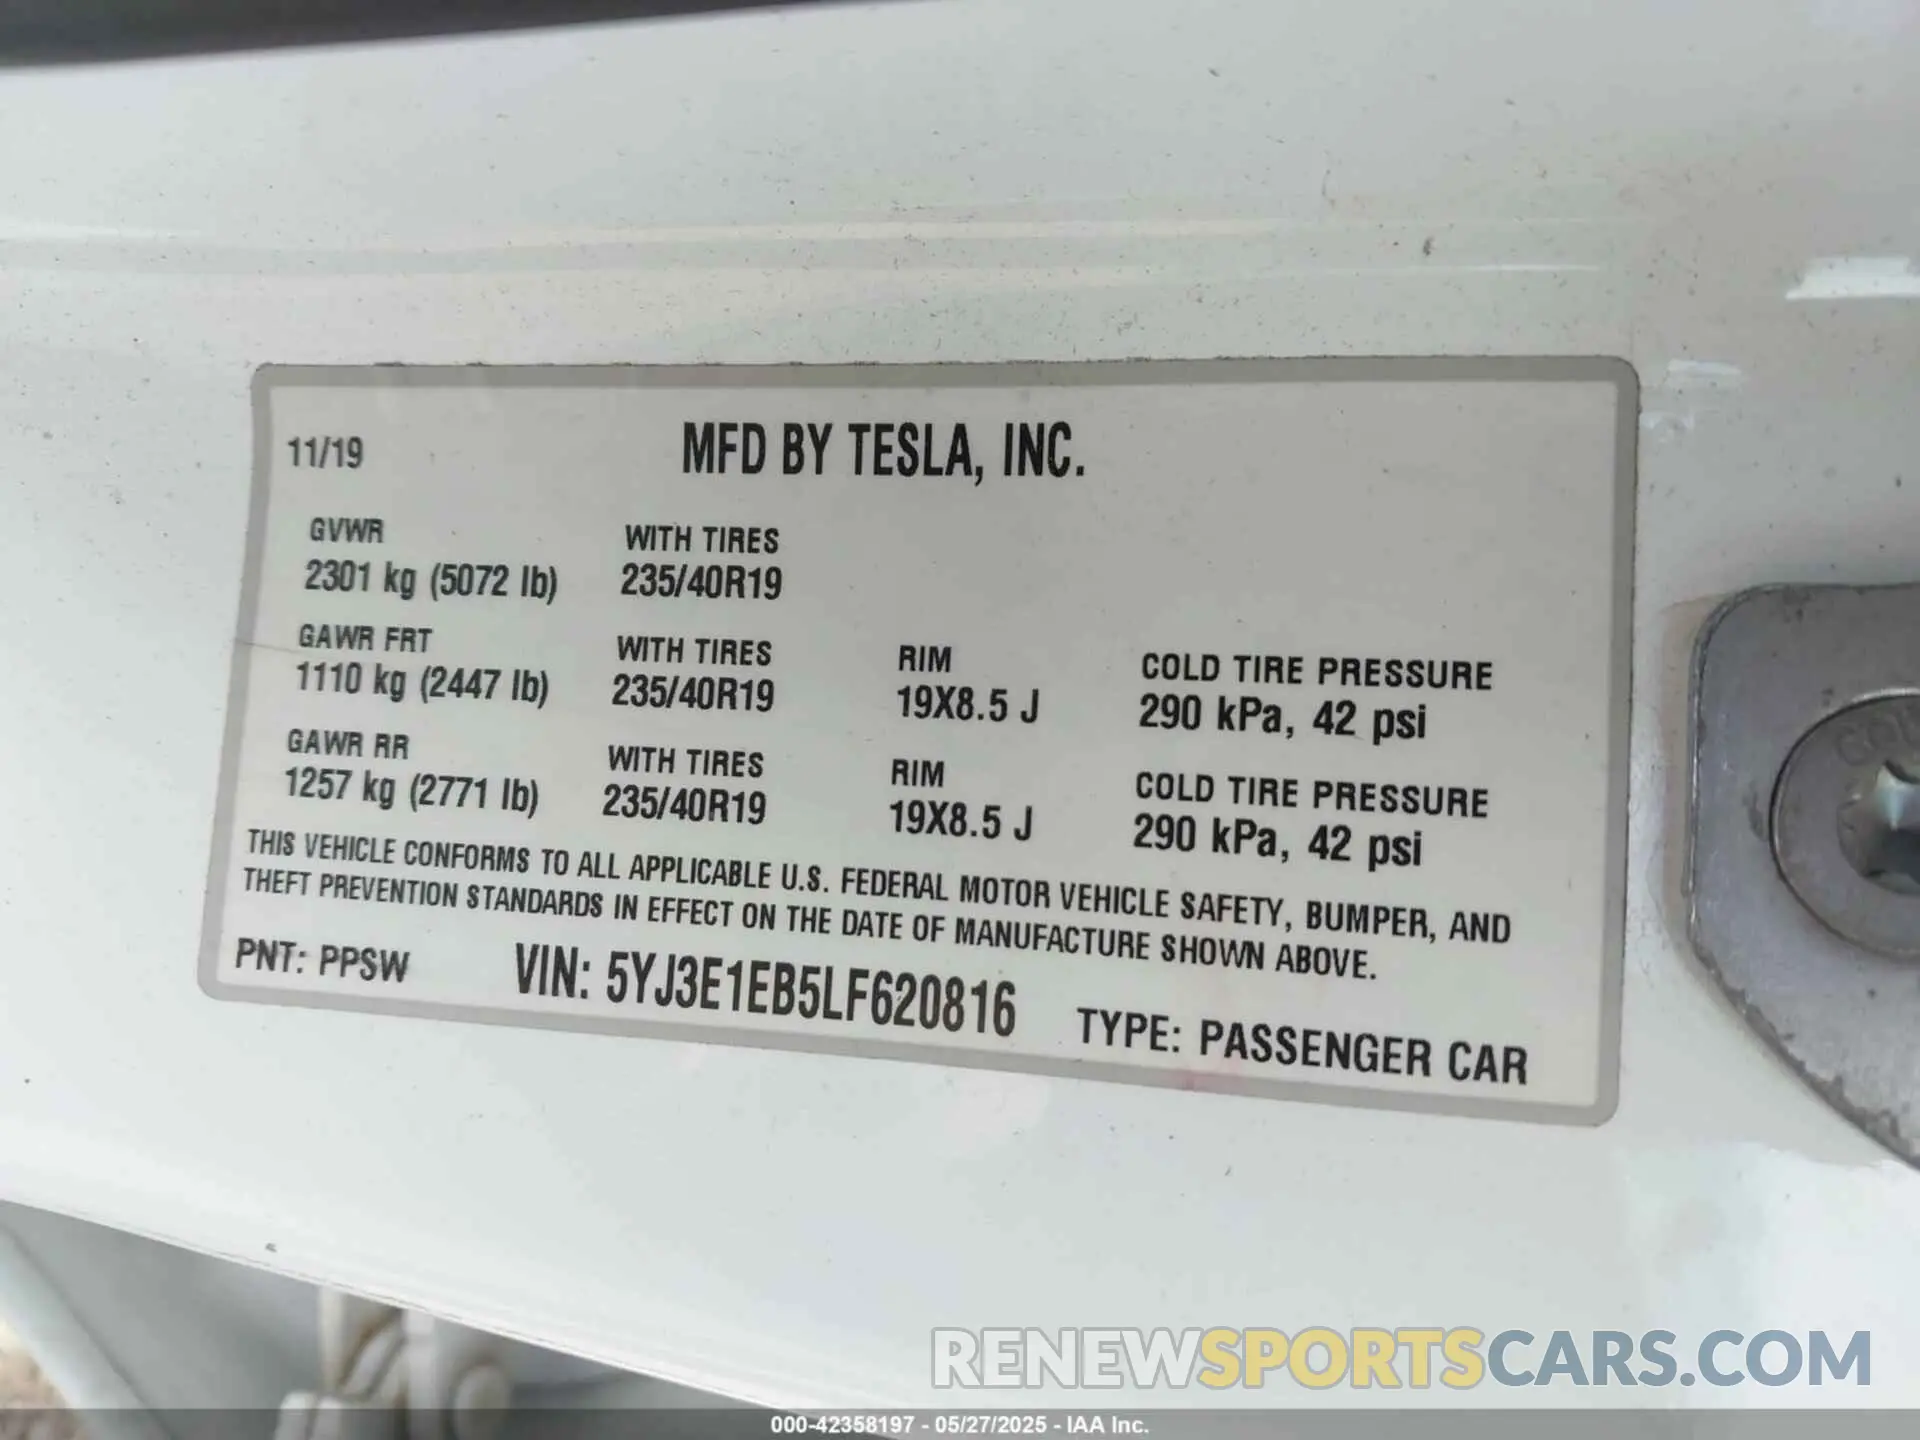 11/19
MFD BY TESLA, INC.
GVWR
WITH TIRES
2301 kg (5072 lb)
235/40R19
GAWR FRT
WITH TIRES
RIM
COLD TIRE PRESSURE
1110 kg (2447 lb)
235/40R19
19X8.5 J
290 kPa, 42 psi
GAWR RR
WITH TIRES
RIM
COLD TIRE PRESSURE
1257 kg (2771 lb)
235/40R19
19X8.5 J
290 kPa, 42 psi
THIS VEHICLE CONFORMS TO ALL APPLICABLE U.S. FEDERAL MOTOR VEHICLE SAFETY, BUMPER, AND
THEFT PREVENTION STANDARDS IN EFFECT ON THE DATE OF MANUFACTURE SHOWN ABOVE.
PNT: PPSW
VIN: 5YJ3E1EB5LF620816
TYPE: PASSENGER CAR
RENEWSPORTSCARS.COM
000-42358197 - 05/27/2025 - IAA Inc.